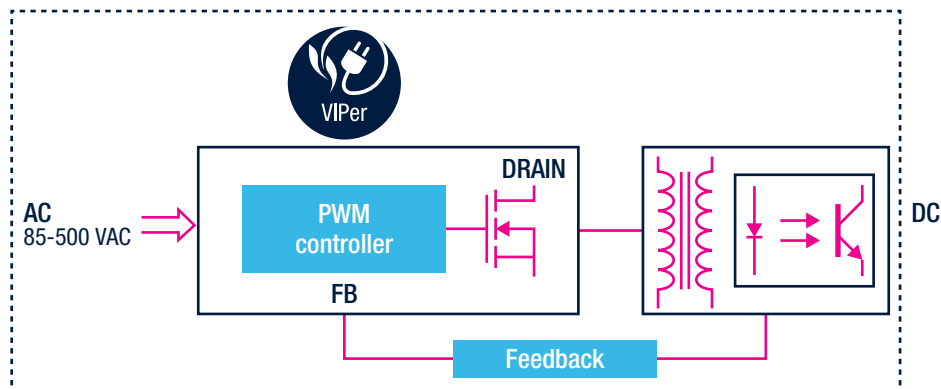 VIPer
DRAIN
AC
85-500 VAC
PWM
controller
FB
DC
Feedback